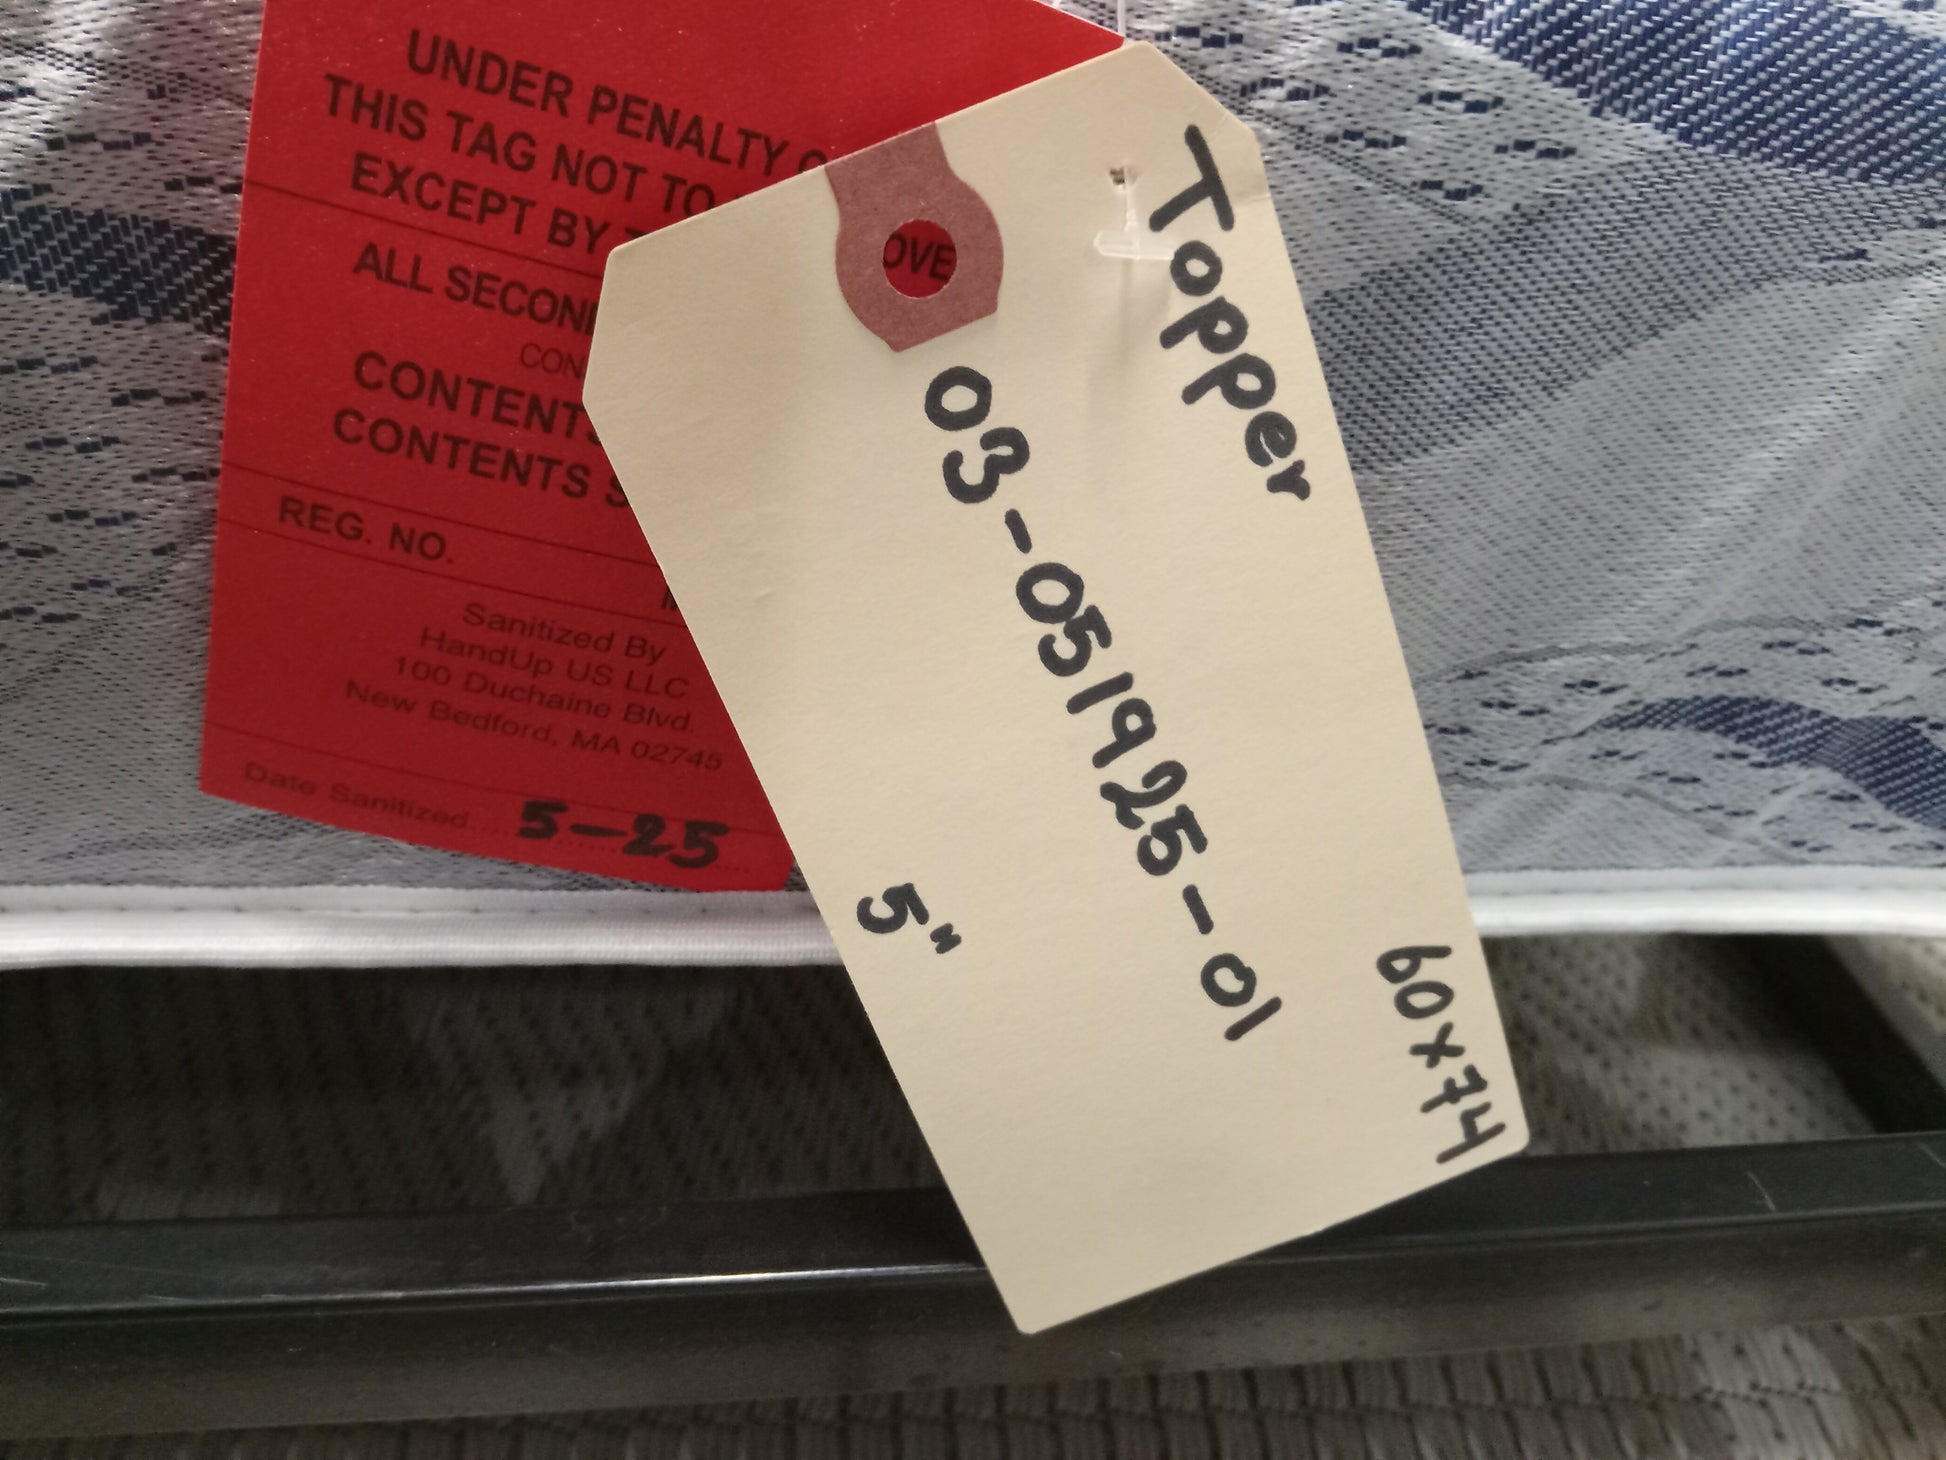 UNDER PENALTY
THIS TAG NOT TO
EXCEPT BY
ALL
CONTENTS
CONTENTS
REG. NO.
Sanitized By
HandUp US LLC
100 Duchaine Blvd.
New Bedford, MA 02745
Date Sanitized 5-25
Topper
03-051925-01
5"
60x74